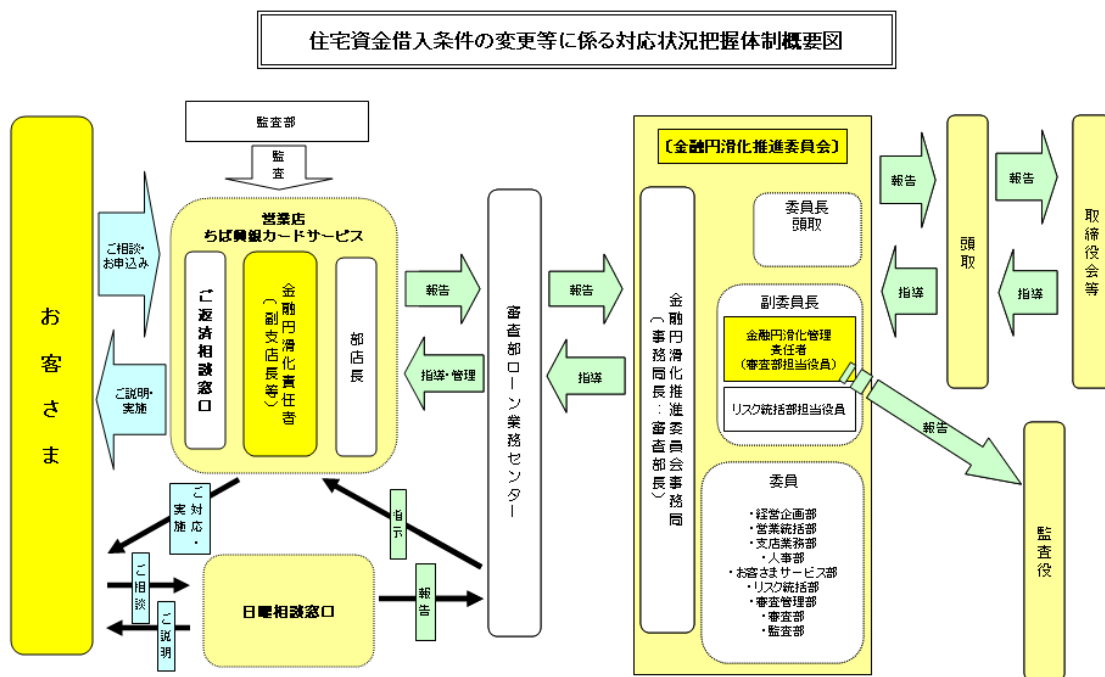 住宅資金借入条件の変更等に係る対応状況把握体制概要図
お客さま
ご相談・
お申込み
ご説明・
実施
監査部
監査
営業店
ちば興銀カードサービス
ご返済相談窓口
金融円滑化責任者
(副支店長等)
部店長
ご対応・
実施
ご相談
ご説明
日曜相談窓口
指示
報告
報告
指導・管理
審査部ローン業務センター
報告
指導
〔金融円滑化推進委員会〕
金融円滑化推進委員会事務局
(事務局長:審査部長)
委員長
頭取
副委員長
金融円滑化管理
責任者
(審査部担当役員)
リスク統括部担当役員
委員
・経営企画部
・営業統括部
・支店業務部
・人事部
・お客さまサービス部
・リスク統括部
・審査管理部
・審査部
・監査部
報告
指導
頭取
報告
指導
取締役会等
報告
監査役